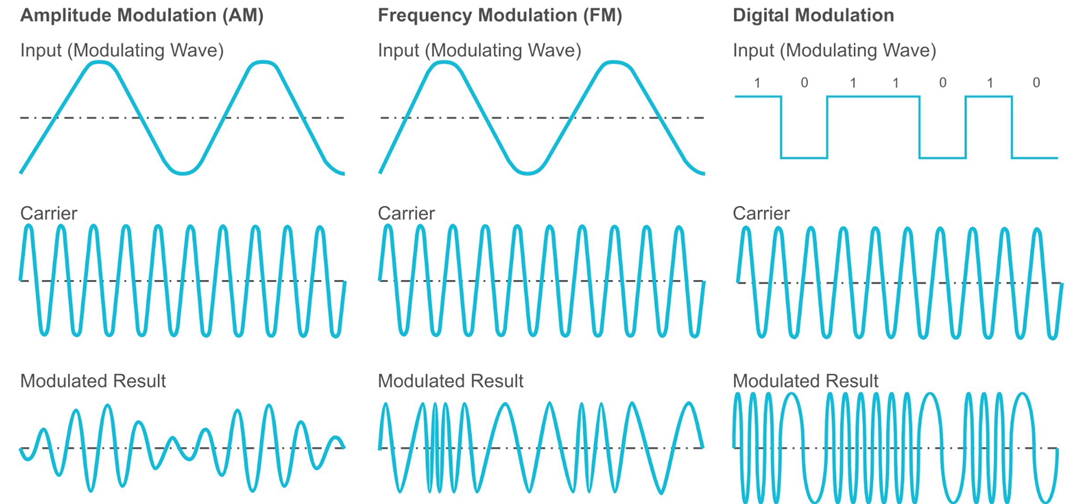 Amplitude Modulation (AM)
Input (Modulating Wave)
Carrier
Modulated Result
Frequency Modulation (FM)
Input (Modulating Wave)
Carrier
Modulated Result
Digital Modulation
Input (Modulating Wave)
1 0 1 1 0 1 0
Carrier
Modulated Result